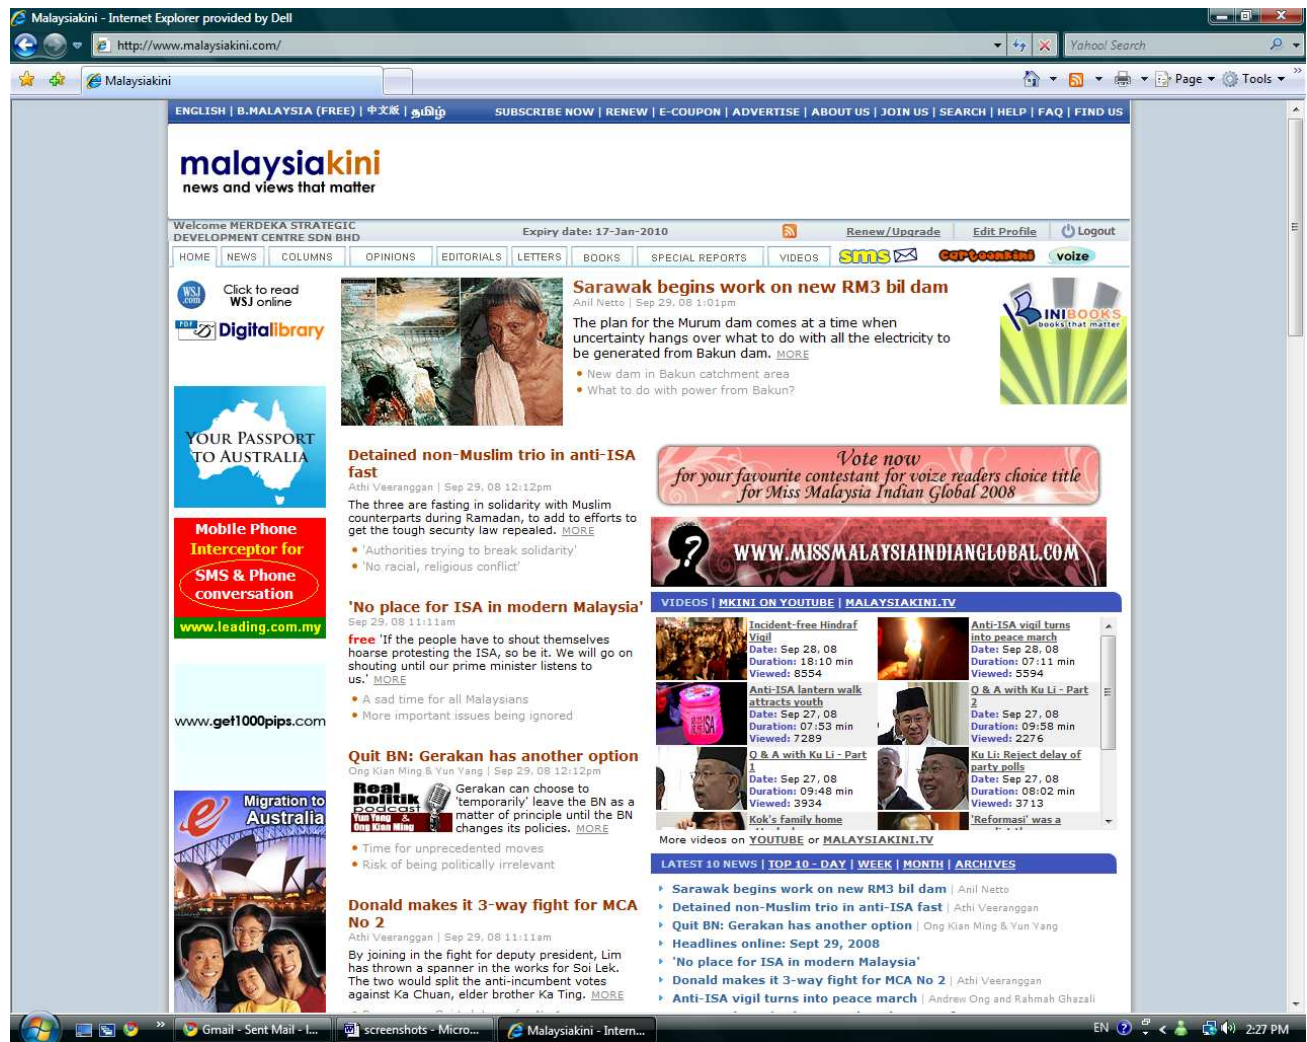 Malaysiakini - Internet Explorer provided by Dell
http://www.malaysiakini.com/
Yahoo! Search
Malaysiakini
Page
Tools
ENGLISH | B.MALAYSIA (FREE) | 中文版 | தமிழ்
SUBSCRIBE NOW | RENEW | E-COUPON | ADVERTISE | ABOUT US | JOIN US | SEARCH | HELP | FAQ | FIND US
malaysiakini
news and views that matter
Welcome MERDEKA STRATEGIC
DEVELOPMENT CENTRE SDN BHD
Expiry date: 17-Jan-2010
Renew/Upgrade
Edit Profile
Logout
HOME NEWS COLUMNS OPINIONS EDITORIALS LETTERS BOOKS SPECIAL REPORTS VIDEOS sms cartoonkini voize
WSJ
.com
Click to read
WSJ online
PDF Digitalibrary
Sarawak begins work on new RM3 bil dam
Anil Netto | Sep 29, 08 1:01pm
The plan for the Murum dam comes at a time when
uncertainty hangs over what to do with all the electricity to
be generated from Bakun dam. MORE
New dam in Bakun catchment area
What to do with power from Bakun?
INIBOOKS
books that matter
YOUR PASSPORT
TO AUSTRALIA
Mobile Phone
Interceptor for
SMS & Phone
conversation
www.leading.com.my
www.get1000pips.com
Migration to
Australia
Detained non-Muslim trio in anti-ISA
fast
Athi Veeranggan | Sep 29, 08 12:12pm
The three are fasting in solidarity with Muslim
counterparts during Ramadan, to add to efforts to
get the tough security law repealed. MORE
'Authorities trying to break solidarity'
'No racial, religious conflict'
'No place for ISA in modern Malaysia'
Sep 29, 08 11:11am
free 'If the people have to shout themselves
hoarse protesting the ISA, so be it. We will go on
shouting until our prime minister listens to
us.' MORE
A sad time for all Malaysians
More important issues being ignored
Quit BN: Gerakan has another option
Ong Kian Ming & Yun Yang | Sep 29, 08 12:12pm
Real
politik
podcast
Yun Yang &
Ong Kian Ming
Gerakan can choose to
'temporarily' leave the BN as a
matter of principle until the BN
changes its policies. MORE
Time for unprecedented moves
Risk of being politically irrelevant
Donald makes it 3-way fight for MCA
No 2
Athi Veeranggan | Sep 29, 08 11:11am
By joining in the fight for deputy president, Lim
has thrown a spanner in the works for Soi Lek.
The two would split the anti-incumbent votes
against Ka Chuan, elder brother Ka Ting. MORE
Vote now
for your favourite contestant for voize readers choice title
for Miss Malaysia Indian Global 2008
WWW.MISSMALAYSIAINDIANGLOBAL.COM
VIDEOS | MKINI ON YOUTUBE | MALAYSIAKINI.TV
Incident-free Hindraf
Vigil
Date: Sep 28, 08
Duration: 18:10 min
Viewed: 8554
Anti-ISA vigil turns
into peace march
Date: Sep 28, 08
Duration: 07:11 min
Viewed: 5594
Anti-ISA lantern walk
attracts youth
Date: Sep 27, 08
Duration: 07:53 min
Viewed: 7289
Q & A with Ku Li - Part
2
Date: Sep 27, 08
Duration: 09:58 min
Viewed: 2276
Q & A with Ku Li - Part
1
Date: Sep 27, 08
Duration: 09:48 min
Viewed: 3934
Ku Li: Reject delay of
party polls
Date: Sep 27, 08
Duration: 08:02 min
Viewed: 3713
Kok's family home
'Reformasi' was a
More videos on YOUTUBE or MALAYSIAKINI.TV
LATEST 10 NEWS | TOP 10 - DAY | WEEK | MONTH | ARCHIVES
Sarawak begins work on new RM3 bil dam | Anil Netto
Detained non-Muslim trio in anti-ISA fast | Athi Veeranggan
Quit BN: Gerakan has another option | Ong Kian Ming & Yun Yang
Headlines online: Sept 29, 2008
'No place for ISA in modern Malaysia'
Donald makes it 3-way fight for MCA No 2 | Athi Veeranggan
Anti-ISA vigil turns into peace march | Andrew Ong and Rahmah Ghazali
Gmail - Sent Mail - I...
screenshots - Micro...
Malaysiakini - Intern...
EN
2:27 PM